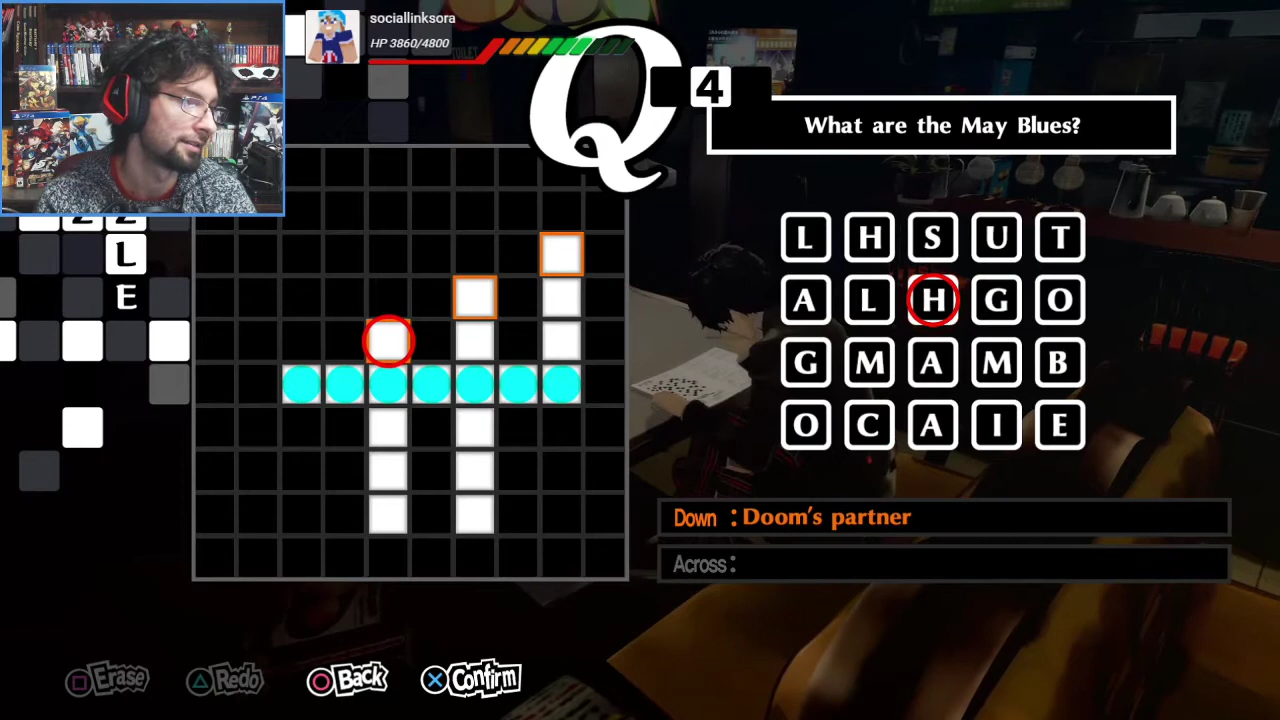 sociallinksora
HP 3860/4800
Q 4
What are the May Blues?
L
E
L H S U T
A L H G O
G M A M B
O C A I E
Down : Doom's partner
Across:
Erase
Redo
Back
Confirm